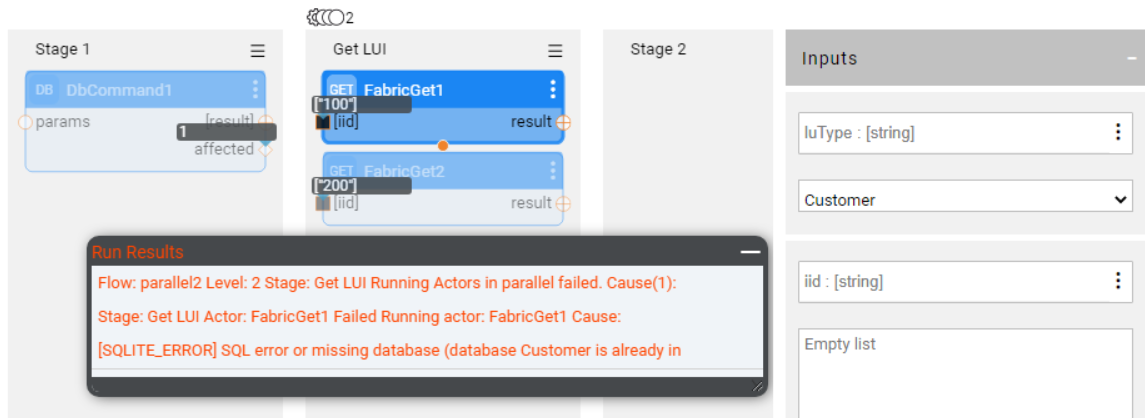 2
Stage 1
Get LUI
Stage 2
Inputs
DB DbCommand1
GET FabricGet1
["100"]
params
[result]
[iid]
result
1
affected
GET FabricGet2
["200"]
[iid]
result
luType : [string]
Customer
iid : [string]
Empty list
Run Results
Flow: parallel2 Level: 2 Stage: Get LUI Running Actors in parallel failed. Cause(1):
Stage: Get LUI Actor: FabricGet1 Failed Running actor: FabricGet1 Cause:
[SQLITE_ERROR] SQL error or missing database (database Customer is already in